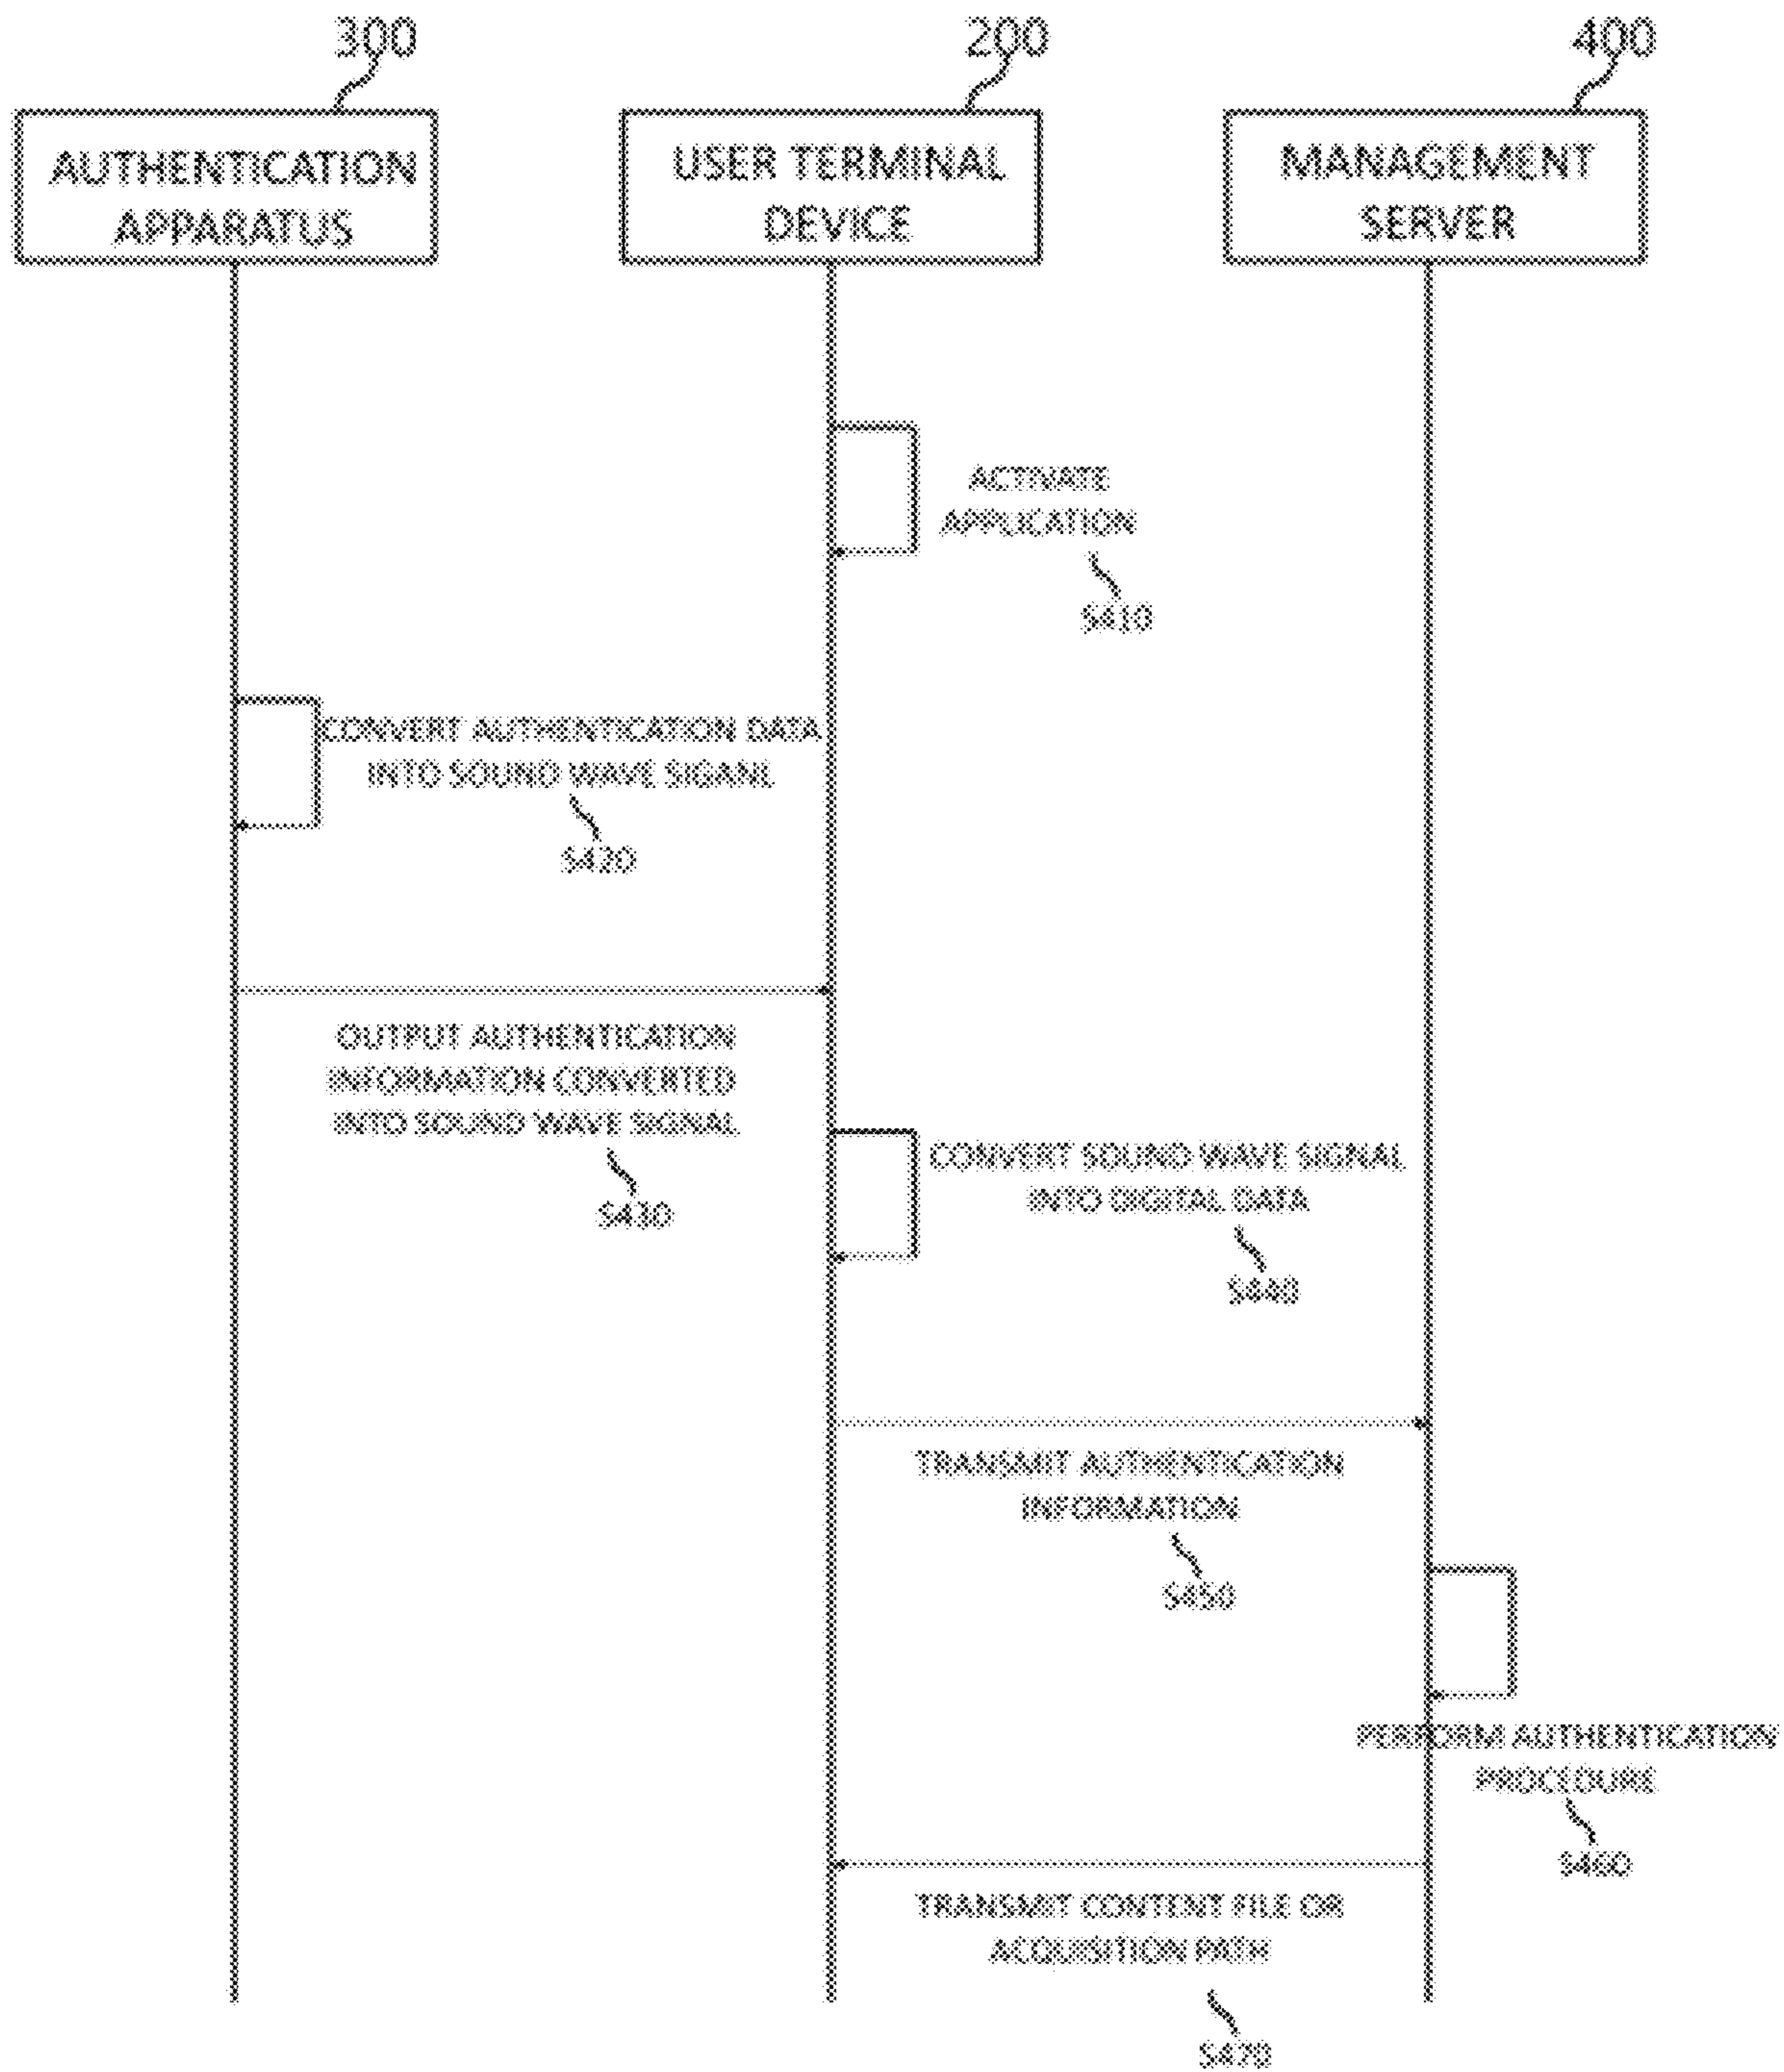 300
200
400
AUTHENTICATION
APPARATUS
USER TERMINAL
DEVICE
MANAGEMENT
SERVER
ACTIVATE
APPLICATION
S410
CONVERT AUTHENTICATION DATA
INTO SOUND WAVE SIGANL
S420
OUTPUT AUTHENTICATION
INFORMATION CONVERTED
INTO SOUND WAVE SIGNAL
S430
CONVERT SOUND WAVE SIGNAL
INTO DIGITAL DATA
S440
TRANSMIT AUTHENTICATION
INFORMATION
S450
PERFORM AUTHENTICATION
PROCEDURE
S460
TRANSMIT CONTENT FILE OR
ACQUISITION PATH
S470